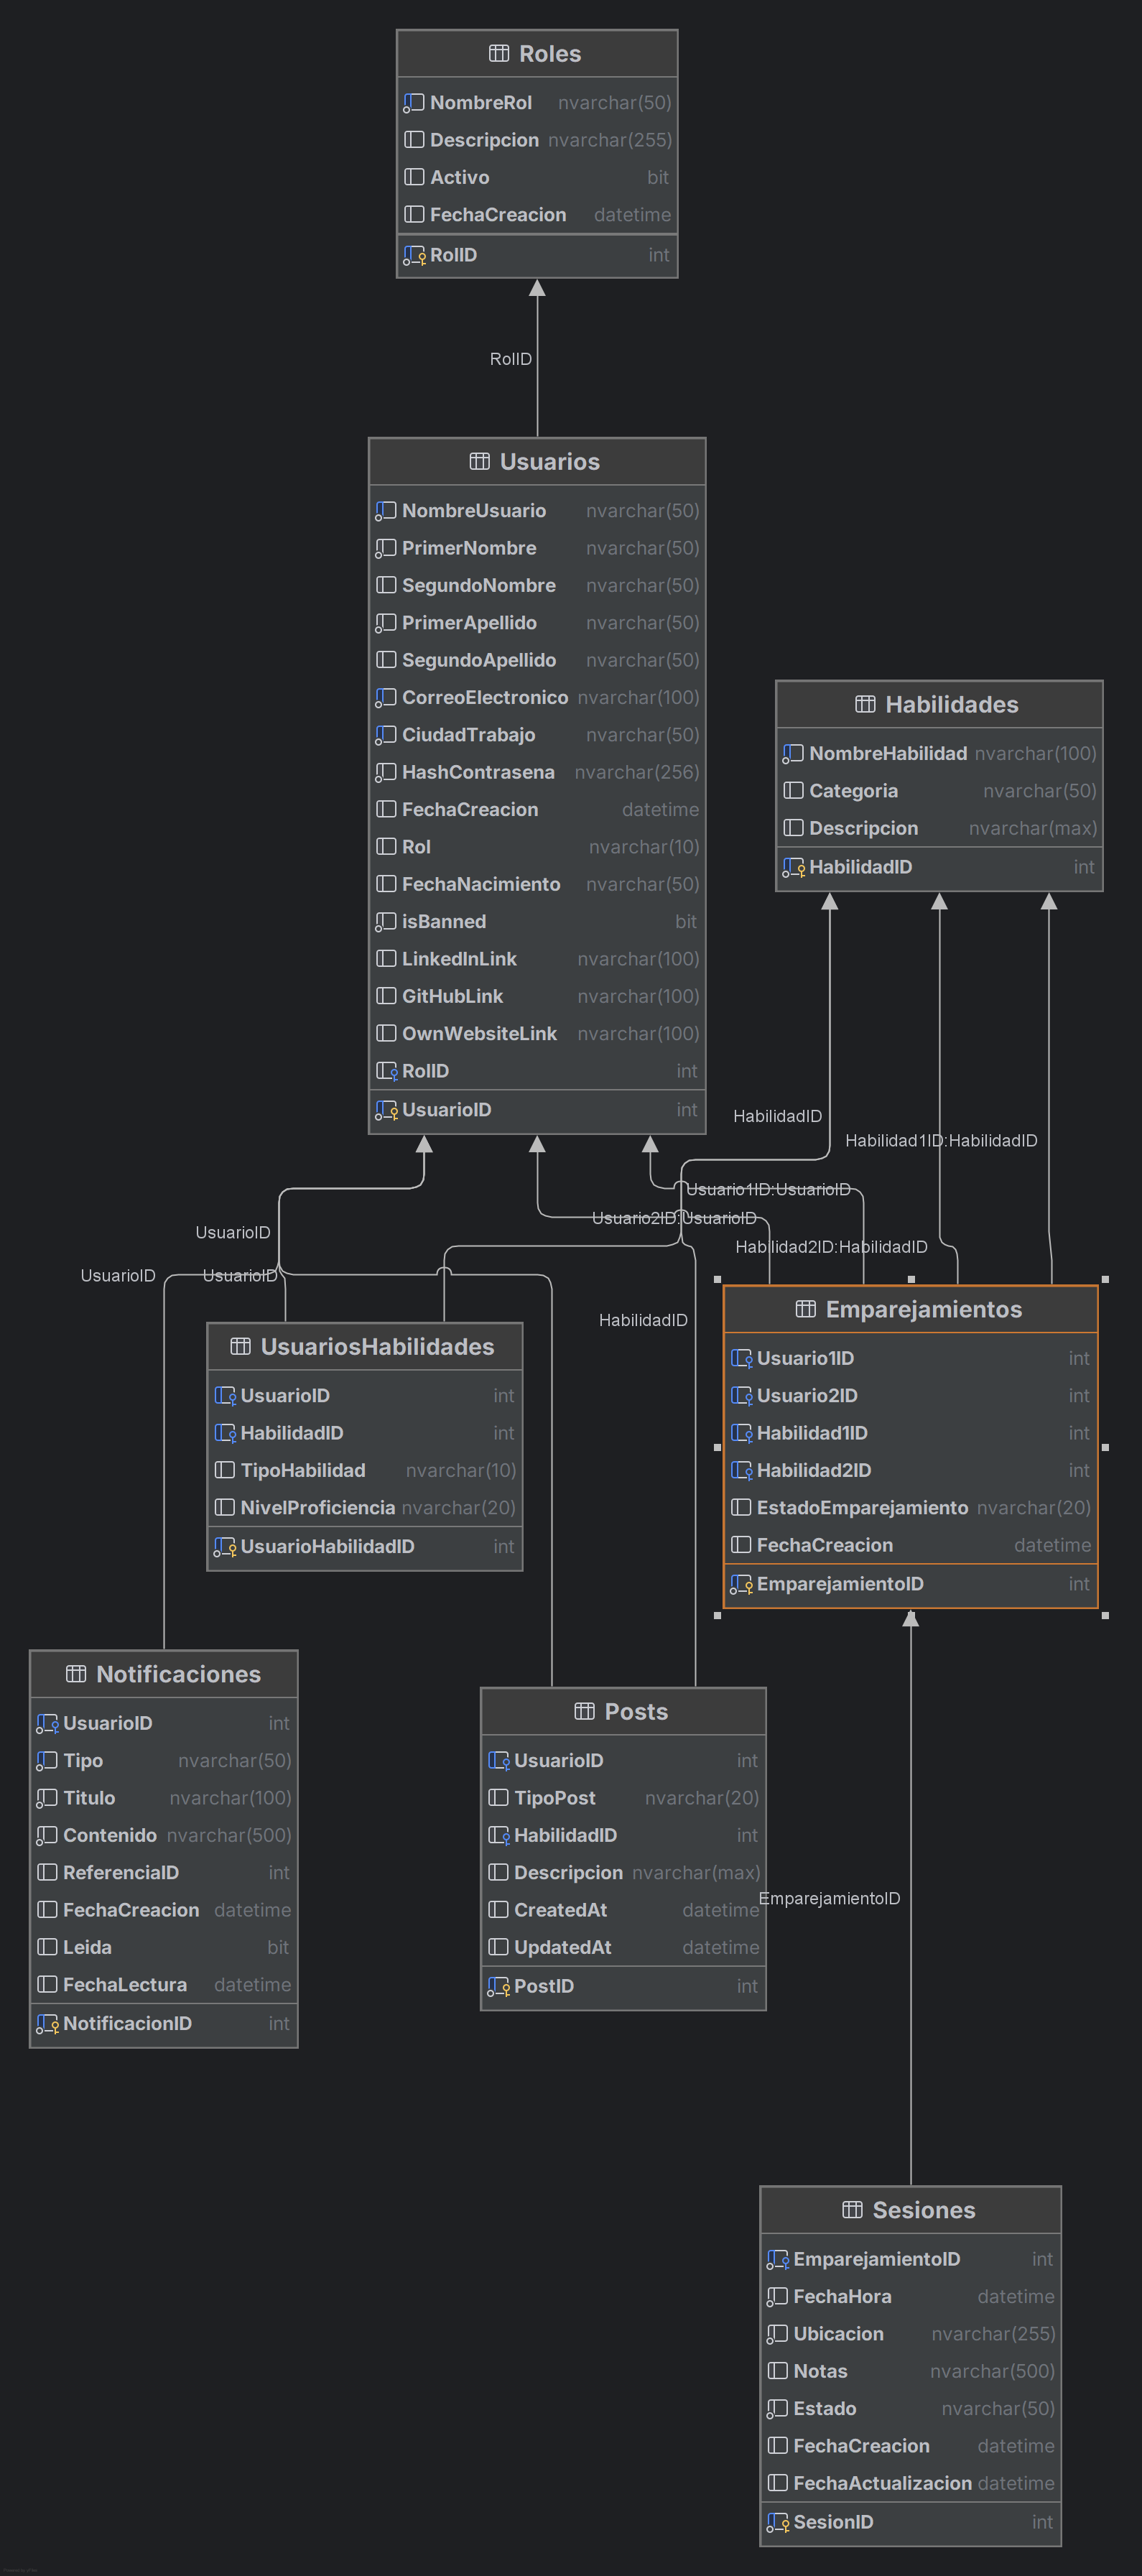 Roles
NombreRol nvarchar(50)
Descripcion nvarchar(255)
Activo bit
FechaCreacion datetime
RolID int
RolID
Usuarios
NombreUsuario nvarchar(50)
PrimerNombre nvarchar(50)
SegundoNombre nvarchar(50)
PrimerApellido nvarchar(50)
SegundoApellido nvarchar(50)
CorreoElectronico nvarchar(100)
CiudadTrabajo nvarchar(50)
HashContrasena nvarchar(256)
FechaCreacion datetime
Rol nvarchar(10)
FechaNacimiento nvarchar(50)
isBanned bit
LinkedInLink nvarchar(100)
GitHubLink nvarchar(100)
OwnWebsiteLink nvarchar(100)
RolID int
UsuarioID int
Habilidades
NombreHabilidad nvarchar(100)
Categoria nvarchar(50)
Descripcion nvarchar(max)
HabilidadID int
HabilidadID
Habilidad1ID:HabilidadID
Usuario1ID:UsuarioID
Usuario2ID:UsuarioID
UsuarioID
Habilidad2ID:HabilidadID
UsuarioID
UsuarioID
HabilidadID
UsuariosHabilidades
UsuarioID int
HabilidadID int
TipoHabilidad nvarchar(10)
NivelProficiencia nvarchar(20)
UsuarioHabilidadID int
Emparejamientos
Usuario1ID int
Usuario2ID int
Habilidad1ID int
Habilidad2ID int
EstadoEmparejamiento nvarchar(20)
FechaCreacion datetime
EmparejamientoID int
Notificaciones
UsuarioID int
Tipo nvarchar(50)
Titulo nvarchar(100)
Contenido nvarchar(500)
ReferenciaID int
FechaCreacion datetime
Leida bit
FechaLectura datetime
NotificacionID int
Posts
UsuarioID int
TipoPost nvarchar(20)
HabilidadID int
Descripcion nvarchar(max)
CreatedAt datetime
UpdatedAt datetime
PostID int
EmparejamientoID
Sesiones
EmparejamientoID int
FechaHora datetime
Ubicacion nvarchar(255)
Notas nvarchar(500)
Estado nvarchar(50)
FechaCreacion datetime
FechaActualizacion datetime
SesionID int